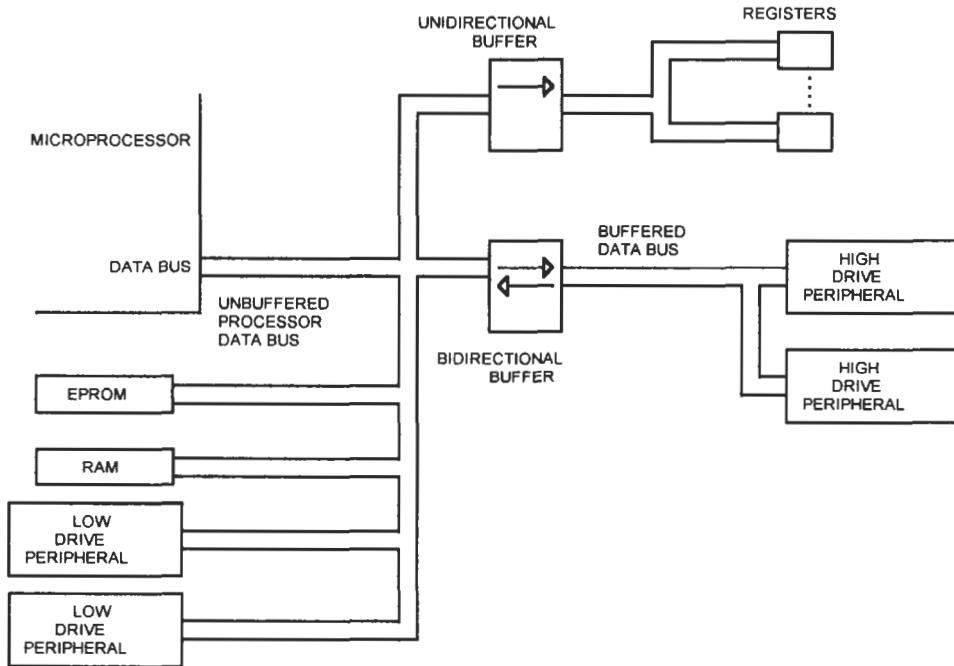 UNIDIRECTIONAL
BUFFER
REGISTERS
MICROPROCESSOR
DATA BUS
UNBUFFERED
PROCESSOR
DATA BUS
BUFFERED
DATA BUS
HIGH
DRIVE
PERIPHERAL
BIDIRECTIONAL
BUFFER
HIGH
DRIVE
PERIPHERAL
EPROM
RAM
LOW
DRIVE
PERIPHERAL
LOW
DRIVE
PERIPHERAL